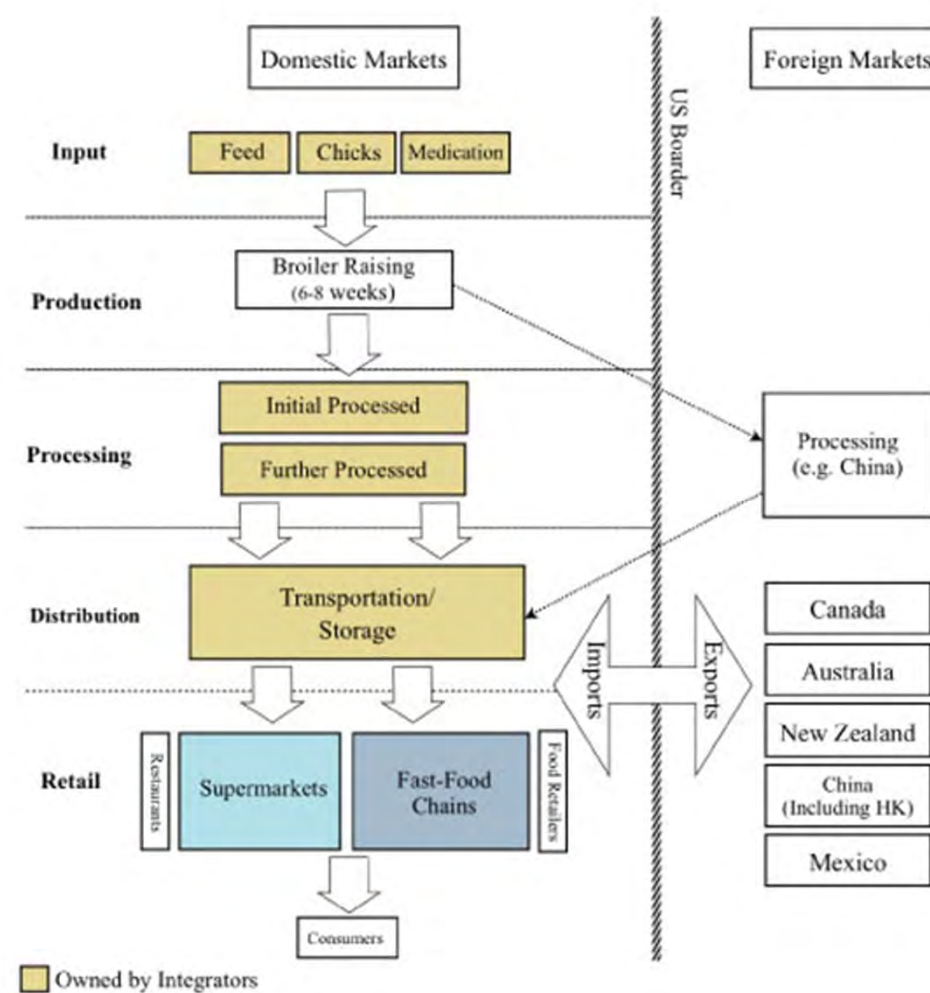 Domestic Markets
Foreign Markets
US Boarder
Input
Feed
Chicks
Medication
Production
Broiler Raising
(6-8 weeks)
Processing
Initial Processed
Further Processed
Processing
(e.g. China)
Distribution
Transportation/
Storage
Imports
Exports
Canada
Australia
New Zealand
China
(Including HK)
Mexico
Retail
Restaurants
Supermarkets
Fast-Food
Chains
Food Retailers
Consumers
Owned by Integrators